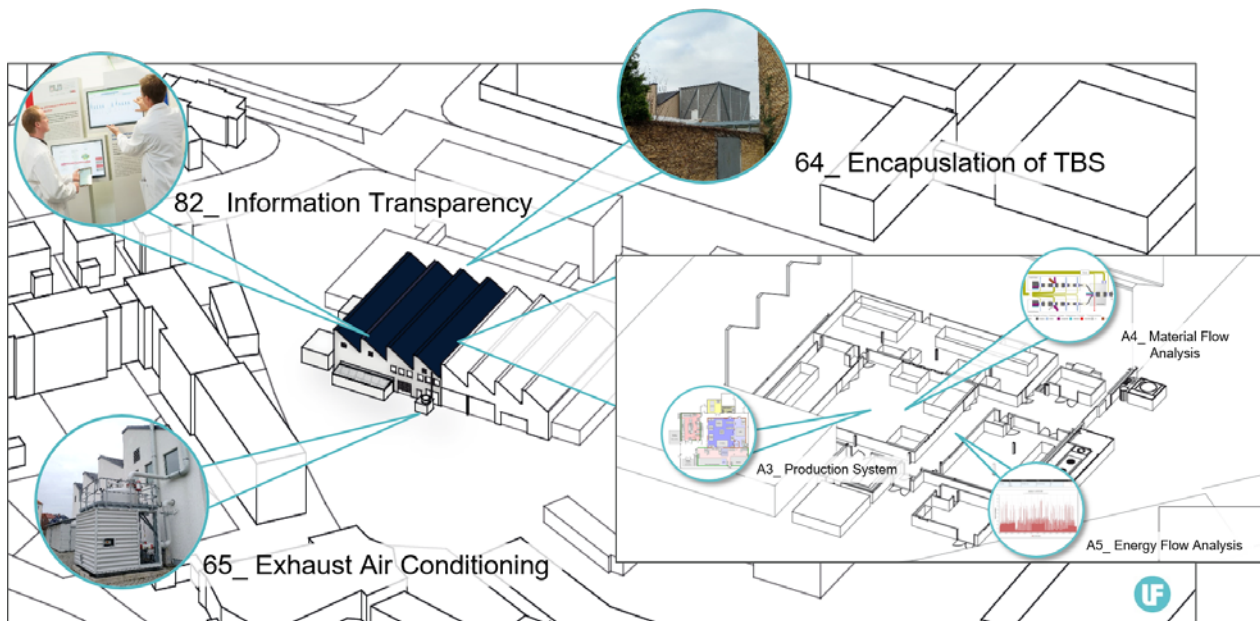 64_ Encapuslation of TBS
82_ Information Transparency
A4_ Material Flow
Analysis
A3_ Production System
A5_ Energy Flow Analysis
65_ Exhaust Air Conditioning
UF